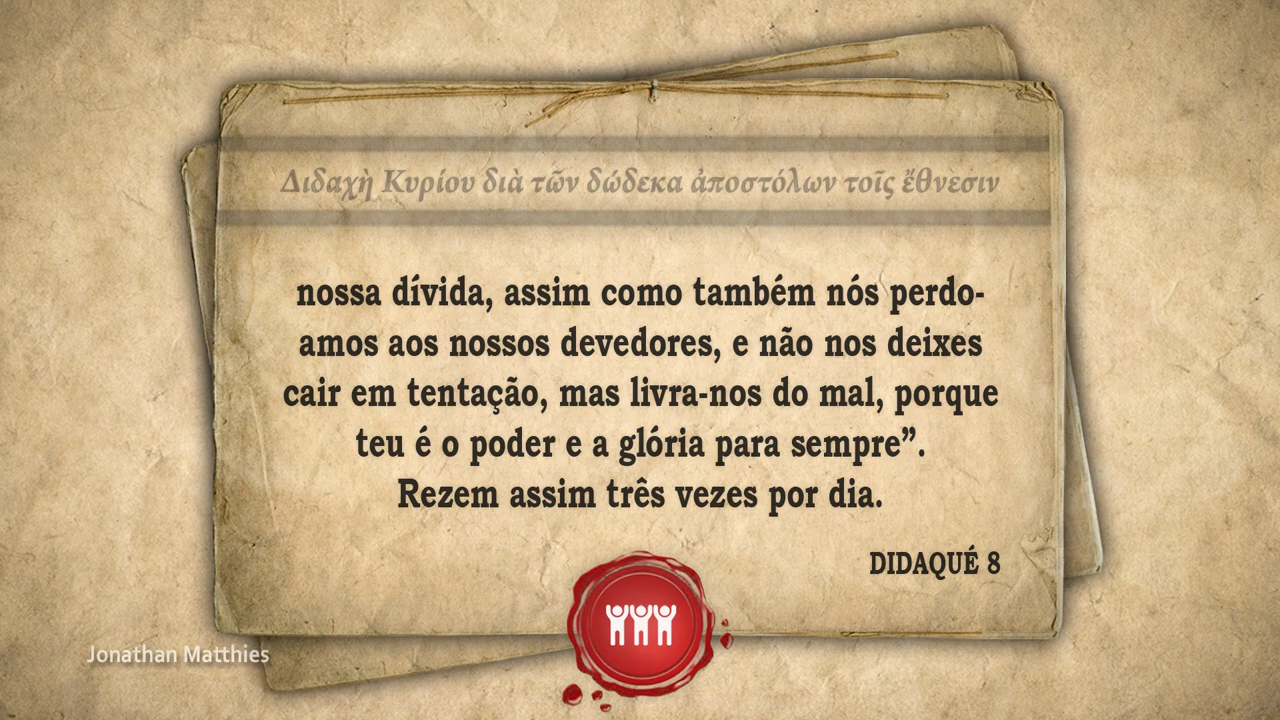 Διδαχὴ Κυρίου διὰ τῶν δώδεκα ἀποστόλων τοῖς ἔθνεσιν
nossa dívida, assim como também nós perdo-
amos aos nossos devedores, e não nos deixes
cair em tentação, mas livra-nos do mal, porque
teu é o poder e a glória para sempre”.
Rezem assim três vezes por dia.
DIDAQUÉ 8
Jonathan Matthies